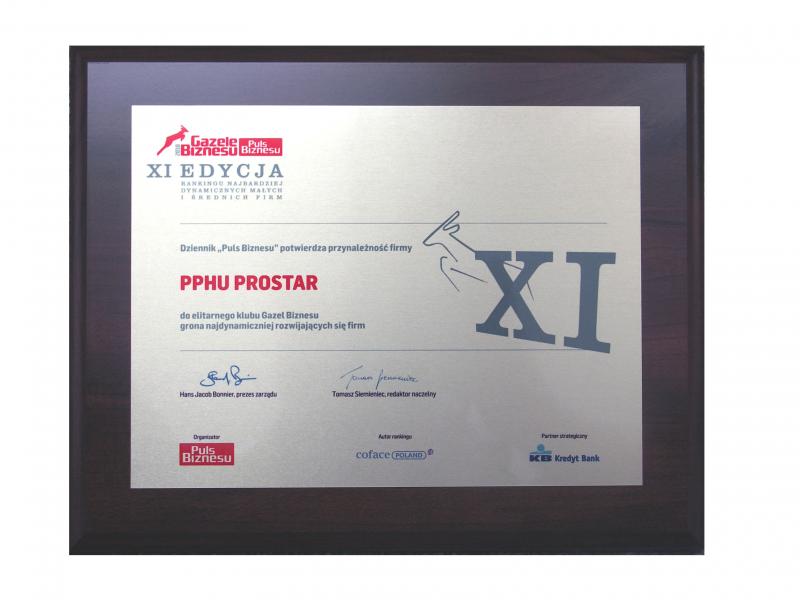 2010
Gazele
Biznesu
Puls
Biznesu
XI EDYCJA
RANKINGU NAJBARDZIEJ
DYNAMICZNYCH MAŁYCH
I ŚREDNICH FIRM
Dziennik „Puls Biznesu” potwierdza przynależność firmy
PPHU PROSTAR
do elitarnego klubu Gazel Biznesu
grona najdynamiczniej rozwijających się firm
XI
Hans Jacob Bonnier, prezes zarządu
Tomasz Siemieniec, redaktor naczelny
Organizator
Puls
Biznesu
Autor rankingu
coface POLAND
Partner strategiczny
KB Kredyt Bank